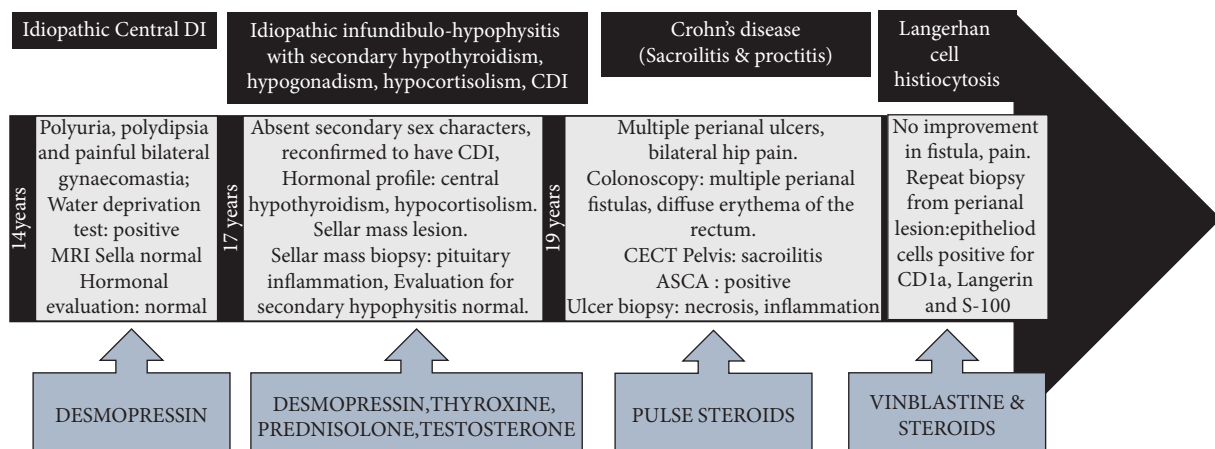 Idiopathic Central DI
Idiopathic infundibulo-hypophysitis
with secondary hypothyroidism,
hypogonadism, hypocortisolism, CDI
Crohn's disease
(Sacroilitis & proctitis)
Langerhan
cell
histiocytosis
14years
Polyuria, polydipsia
and painful bilateral
gynaecomastia;
Water deprivation
test: positive
MRI Sella normal
Hormonal
evaluation: normal
17 years
Absent secondary sex characters,
reconfirmed to have CDI,
Hormonal profile: central
hypothyroidism, hypocortisolism.
Sellar mass lesion.
Sellar mass biopsy: pituitary
inflammation, Evaluation for
secondary hypophysitis normal.
19 years
Multiple perianal ulcers,
bilateral hip pain.
Colonoscopy: multiple perianal
fistulas, diffuse erythema of the
rectum.
CECT Pelvis: sacroilitis
ASCA : positive
Ulcer biopsy: necrosis, inflammation
No improvement
in fistula, pain.
Repeat biopsy
from perianal
lesion:epitheliod
cells positive for
CD1a, Langerin
and S-100
DESMOPRESSIN
DESMOPRESSIN,THYROXINE,
PREDNISOLONE,TESTOSTERONE
PULSE STEROIDS
VINBLASTINE &
STEROIDS